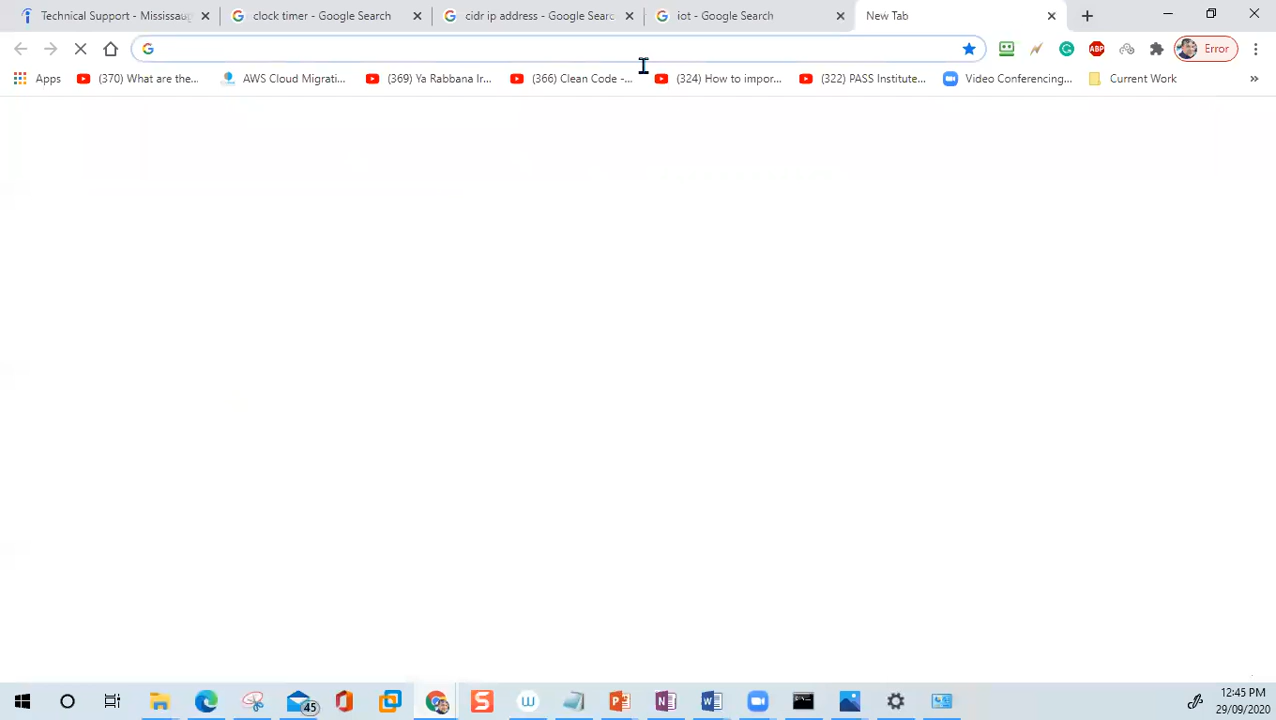 Technical Support - Mississaug
clock timer - Google Search
cidr ip address - Google Searc
iot - Google Search
New Tab
ABP
Error
Apps
(370) What are the...
AWS Cloud Migrati...
(369) Ya Rabbana Ir...
(366) Clean Code -...
(324) How to impor...
(322) PASS Institute...
Video Conferencing...
Current Work
»
45
12:45 PM
29/09/2020